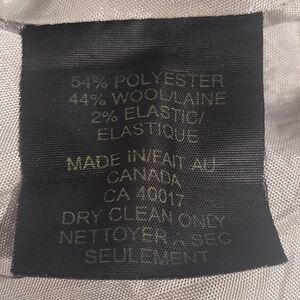 54% POLYESTER
44% WOOL/LAINE
2% ELASTIC/
ELASTIQUE
MADE IN/FAIT AU
CANADA
CA 40017
DRY CLEAN ONLY
NETTOYER A SEC
SEULEMENT